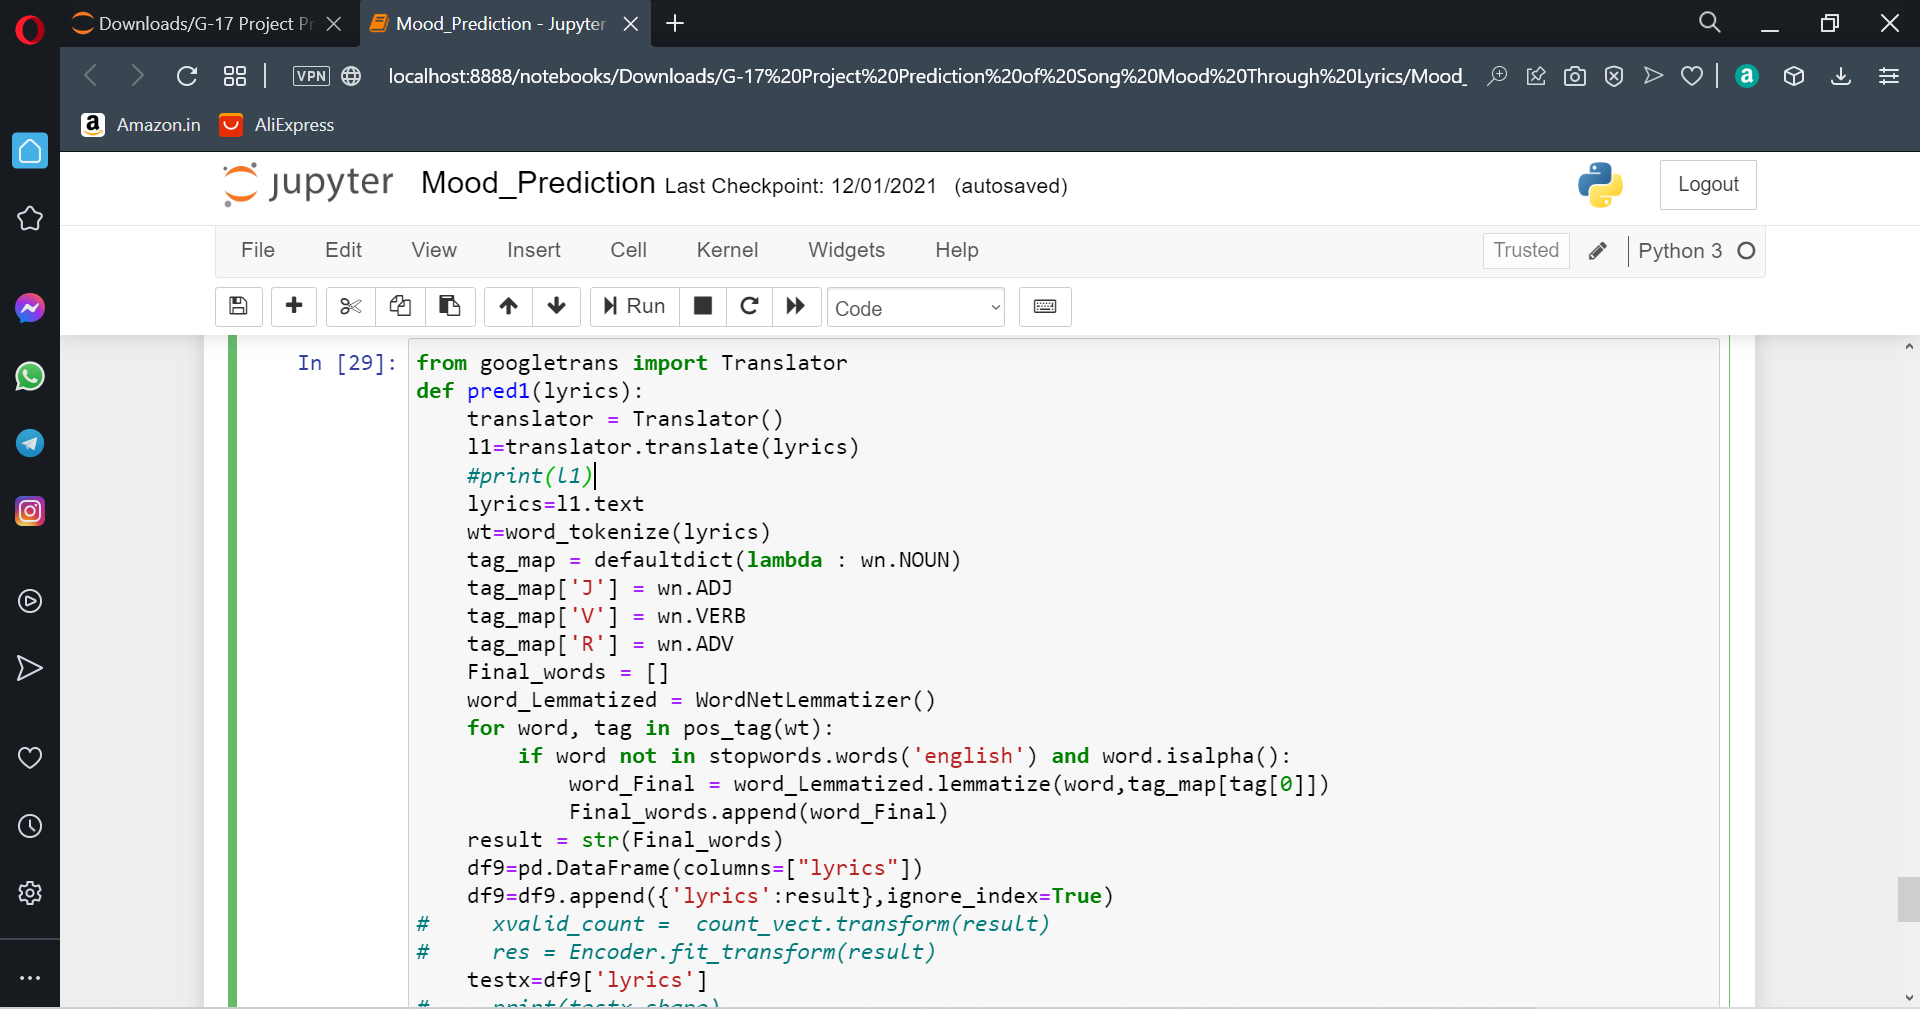 Downloads/G-17 Project Pr
Mood_Prediction - Jupyter
VPN
localhost:8888/notebooks/Downloads/G-17%20Project%20Prediction%20of%20Song%20Mood%20Through%20Lyrics/Mood_
a
a Amazon.in
AliExpress
jupyter Mood_Prediction Last Checkpoint: 12/01/2021 (autosaved)
Logout
File Edit View Insert Cell Kernel Widgets Help
Trusted
Python 3
Run
Code
In [29]:
from googletrans import Translator
def pred1(lyrics):
    translator = Translator()
    l1=translator.translate(lyrics)
    #print(l1)
    lyrics=l1.text
    wt=word_tokenize(lyrics)
    tag_map = defaultdict(lambda : wn.NOUN)
    tag_map['J'] = wn.ADJ
    tag_map['V'] = wn.VERB
    tag_map['R'] = wn.ADV
    Final_words = []
    word_Lemmatized = WordNetLemmatizer()
    for word, tag in pos_tag(wt):
        if word not in stopwords.words('english') and word.isalpha():
            word_Final = word_Lemmatized.lemmatize(word,tag_map[tag[0]])
            Final_words.append(word_Final)
    result = str(Final_words)
    df9=pd.DataFrame(columns=["lyrics"])
    df9=df9.append({'lyrics':result},ignore_index=True)
#     xvalid_count =  count_vect.transform(result)
#     res = Encoder.fit_transform(result)
    testx=df9['lyrics']
#     print(testx.shape)